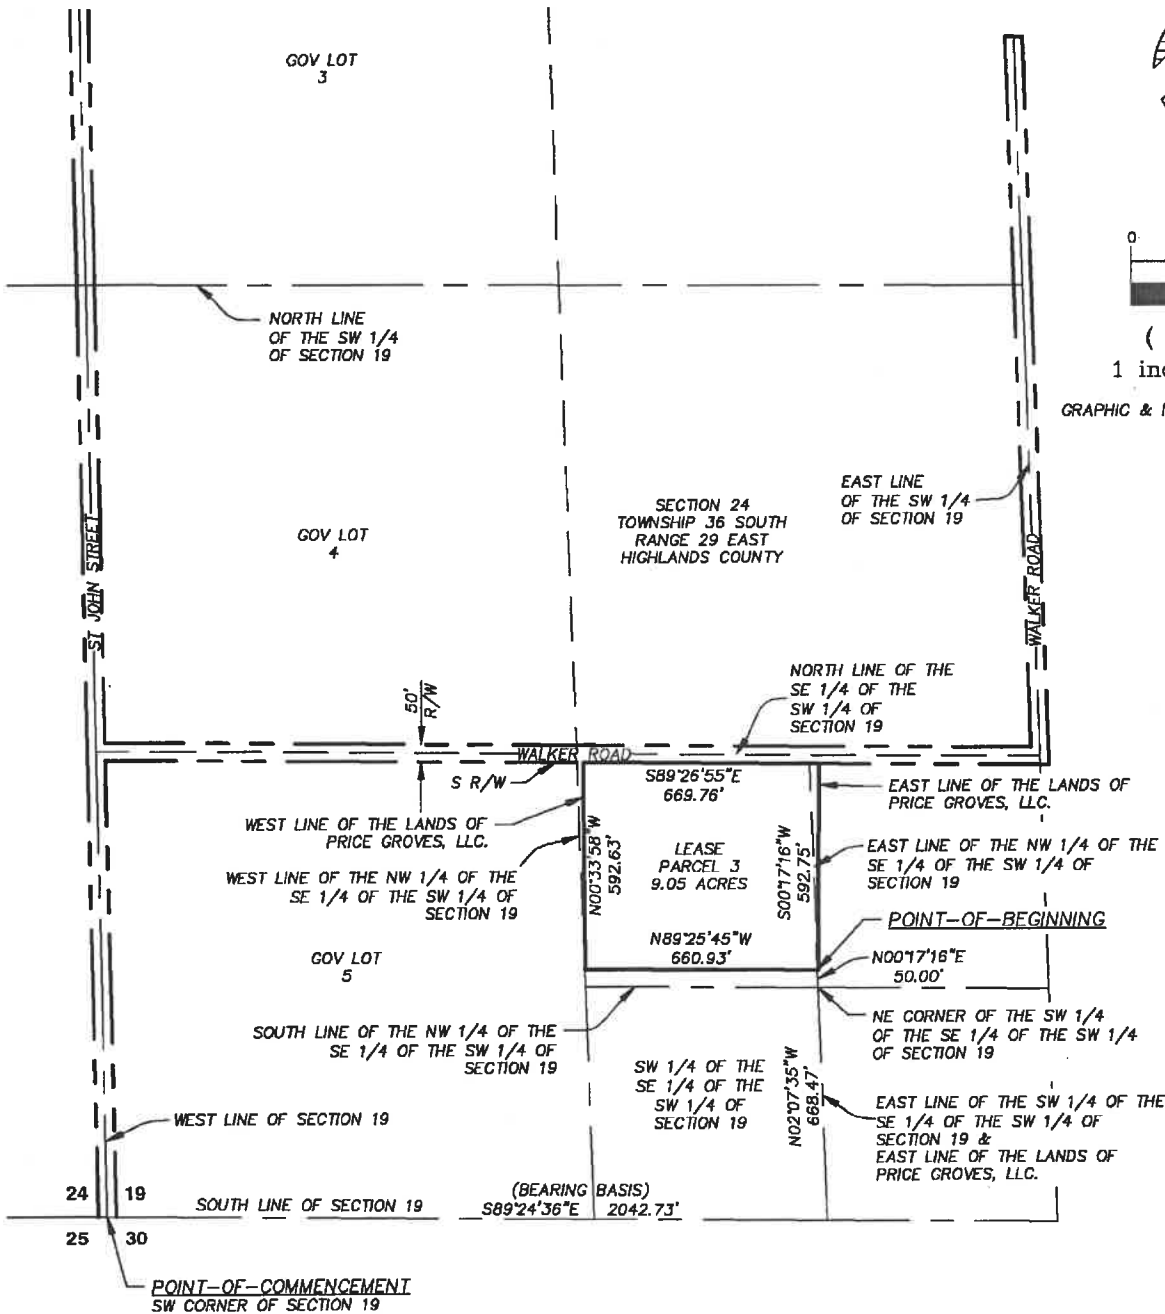 GOV LOT
3
0
(
1 in
GRAPHIC &
NORTH LINE
OF THE SW 1/4
OF SECTION 19
EAST LINE
OF THE SW 1/4
OF SECTION 19
SECTION 24
TOWNSHIP 36 SOUTH
RANGE 29 EAST
HIGHLANDS COUNTY
GOV LOT
4
ST JOHN STREET
WALKER ROAD
NORTH LINE OF THE
SE 1/4 OF THE
SW 1/4 OF
SECTION 19
50'
R/W
WALKER ROAD
S R/W
S89°26'55"E
669.76'
EAST LINE OF THE LANDS OF
PRICE GROVES, LLC.
WEST LINE OF THE LANDS OF
PRICE GROVES, LLC.
N00°33'58"W
592.63'
LEASE
PARCEL 3
9.05 ACRES
S00°17'16"W
592.75'
EAST LINE OF THE NW 1/4 OF THE
SE 1/4 OF THE SW 1/4 OF
SECTION 19
WEST LINE OF THE NW 1/4 OF THE
SE 1/4 OF THE SW 1/4 OF
SECTION 19
POINT-OF-BEGINNING
N89°25'45"W
660.93'
N00°17'16"E
50.00'
GOV LOT
5
NE CORNER OF THE SW 1/4
OF THE SE 1/4 OF THE SW 1/4
OF SECTION 19
SOUTH LINE OF THE NW 1/4 OF THE
SE 1/4 OF THE SW 1/4 OF
SECTION 19
SW 1/4 OF THE
SE 1/4 OF THE
SW 1/4 OF
SECTION 19
N02°07'35"W
668.47'
EAST LINE OF THE SW 1/4 OF THE
SE 1/4 OF THE SW 1/4 OF
SECTION 19 &
EAST LINE OF THE LANDS OF
PRICE GROVES, LLC.
WEST LINE OF SECTION 19
24 19
SOUTH LINE OF SECTION 19
(BEARING BASIS)
S89°24'36"E 2042.73'
25 30
POINT-OF-COMMENCEMENT
SW CORNER OF SECTION 19